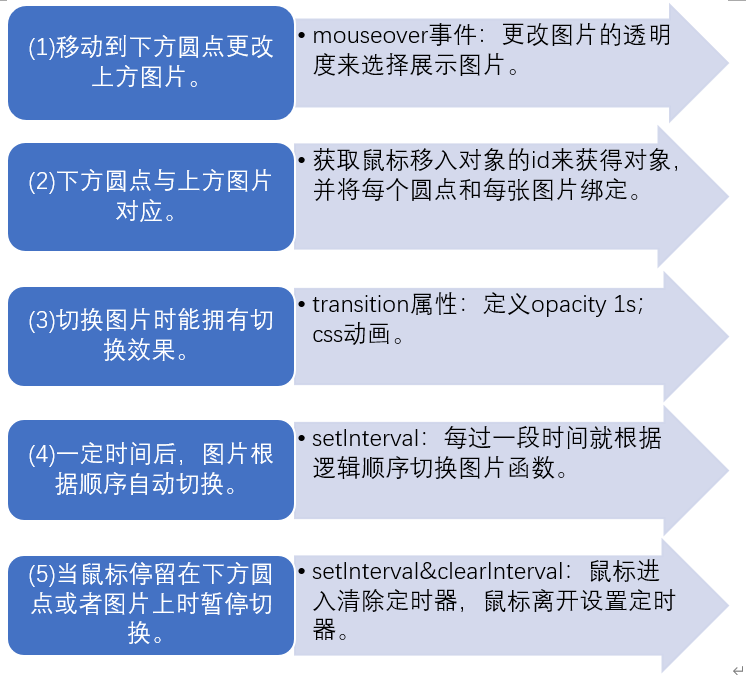 (1)移动到下方圆点更改
上方图片。
• mouseover事件：更改图片的透明
度来选择展示图片。
(2)下方圆点与上方图片
对应。
• 获取鼠标移入对象的id来获得对象，
并将每个圆点和每张图片绑定。
(3)切换图片时能拥有切
换效果。
• transition属性：定义opacity 1s；
css动画。
(4)一定时间后，图片根
据顺序自动切换。
• setInterval：每过一段时间就根据
逻辑顺序切换图片函数。
(5)当鼠标停留在下方圆
点或者图片上时暂停切
换。
• setInterval&clearInterval：鼠标进
入清除定时器，鼠标离开设置定时
器。